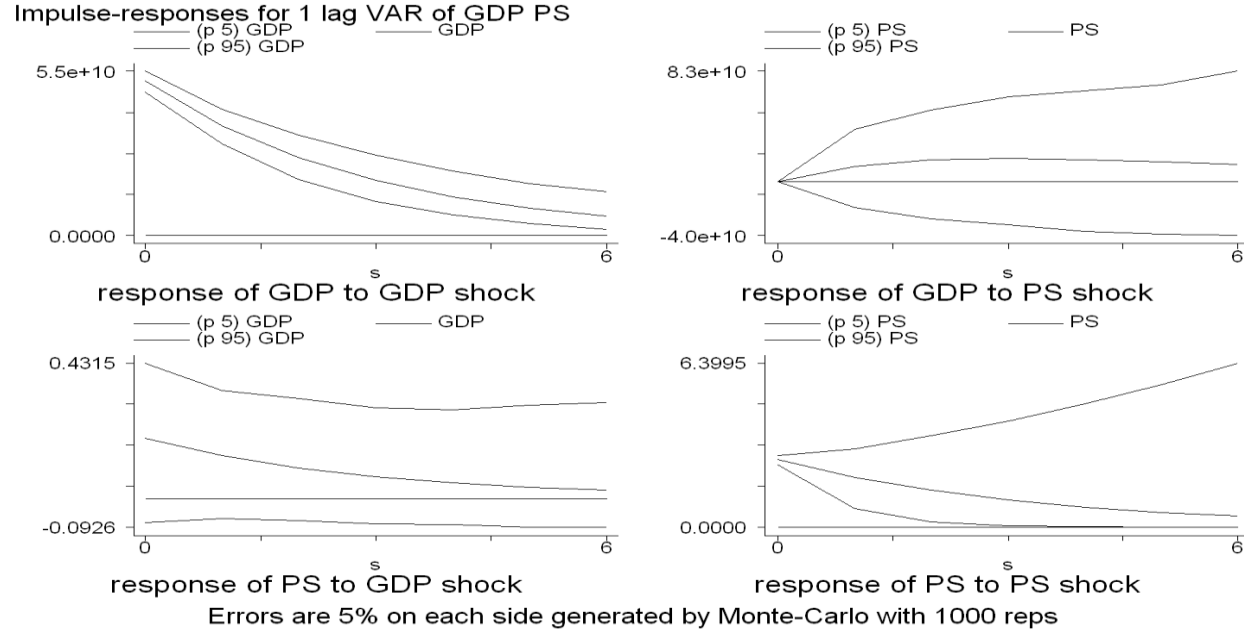 Impulse-responses for 1 lag VAR of GDP PS
(p 5) GDP GDP
(p 95) GDP
5.5e+10
0.0000
0 6
s
response of GDP to GDP shock
(p 5) PS PS
(p 95) PS
8.3e+10
-4.0e+10
0 6
s
response of GDP to PS shock
(p 5) GDP GDP
(p 95) GDP
0.4315
-0.0926
0 6
s
response of PS to GDP shock
(p 5) PS PS
(p 95) PS
6.3995
0.0000
0 6
s
response of PS to PS shock
Errors are 5% on each side generated by Monte-Carlo with 1000 reps